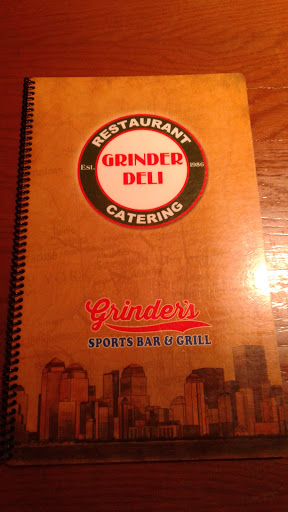 RESTAURANT
Est. 1986
GRINDER
DELI
CATERING
Grinder's
SPORTS BAR & GRILL